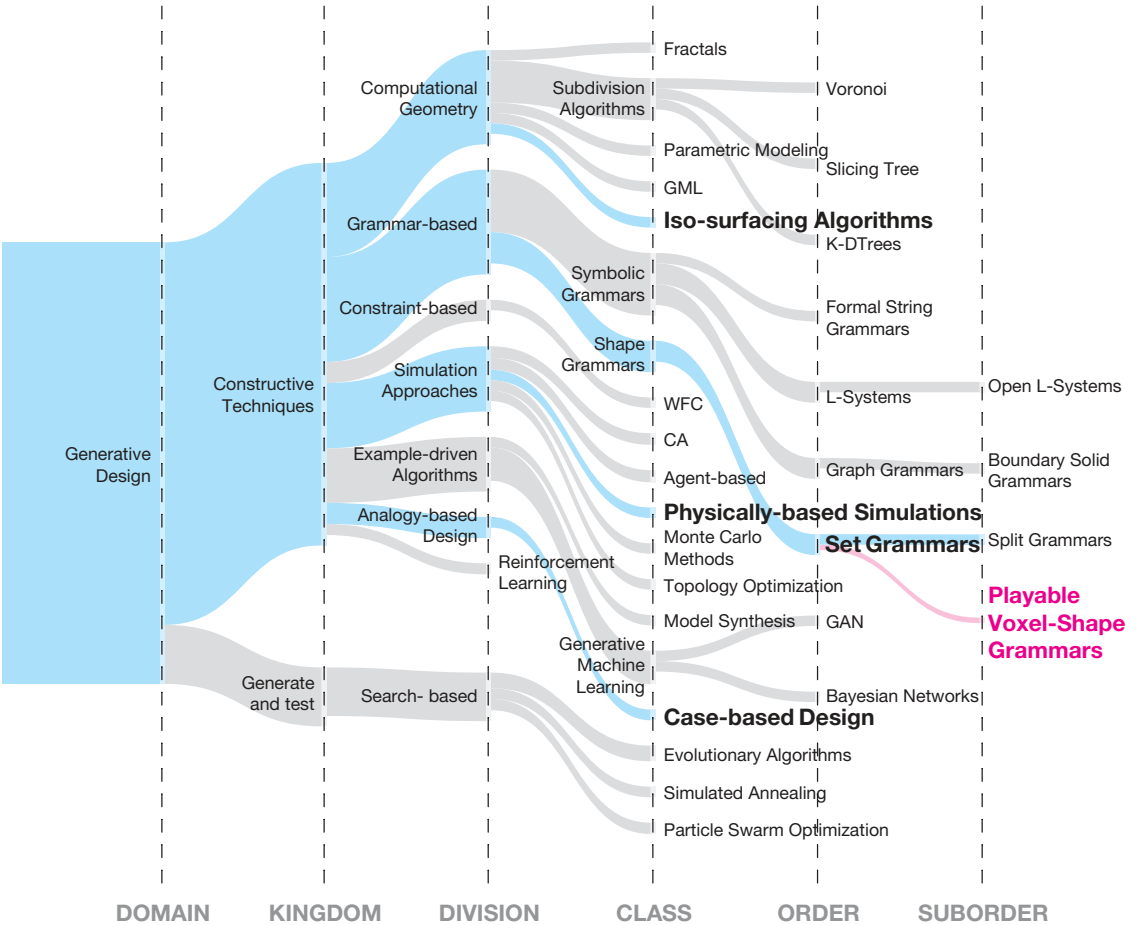 Generative
Design
Constructive
Techniques
Generate
and test
Computational
Geometry
Grammar-based
Constraint-based
Simulation
Approaches
Example-driven
Algorithms
Analogy-based
Design
Reinforcement
Learning
Search- based
Fractals
Subdivision
Algorithms
Parametric Modeling
GML
Iso-surfacing Algorithms
Symbolic
Grammars
Shape
Grammars
WFC
CA
Agent-based
Physically-based Simulations
Monte Carlo
Methods
Topology Optimization
Model Synthesis
Generative
Machine
Learning
Case-based Design
Evolutionary Algorithms
Simulated Annealing
Particle Swarm Optimization
Voronoi
Slicing Tree
K-DTrees
Formal String
Grammars
L-Systems
Graph Grammars
Set Grammars
GAN
Bayesian Networks
Open L-Systems
Boundary Solid
Grammars
Split Grammars
Playable
Voxel-Shape
Grammars
DOMAIN
KINGDOM
DIVISION
CLASS
ORDER
SUBORDER